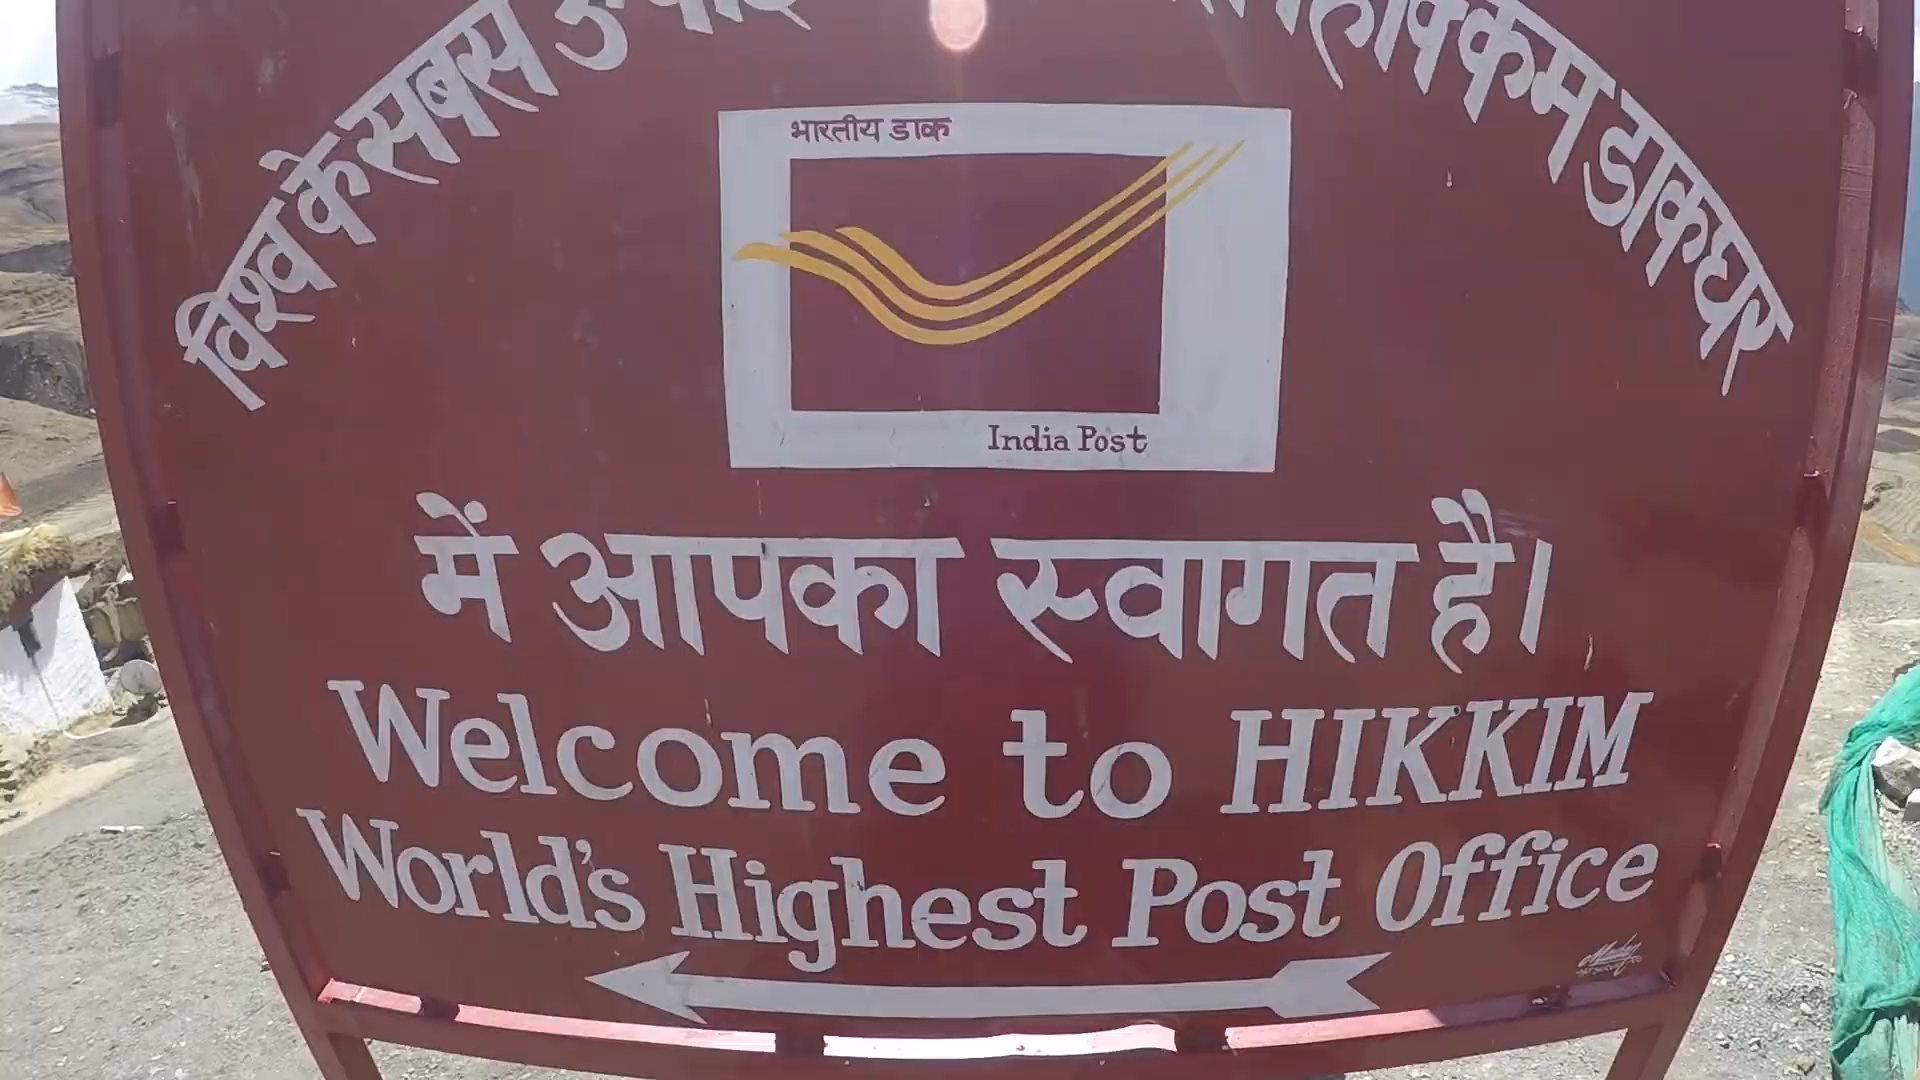 विश्व के सबसे
डाकघर
भारतीय डाक
India Post
में आपका स्वागत है।
Welcome to HIKKIM
World's Highest Post Office